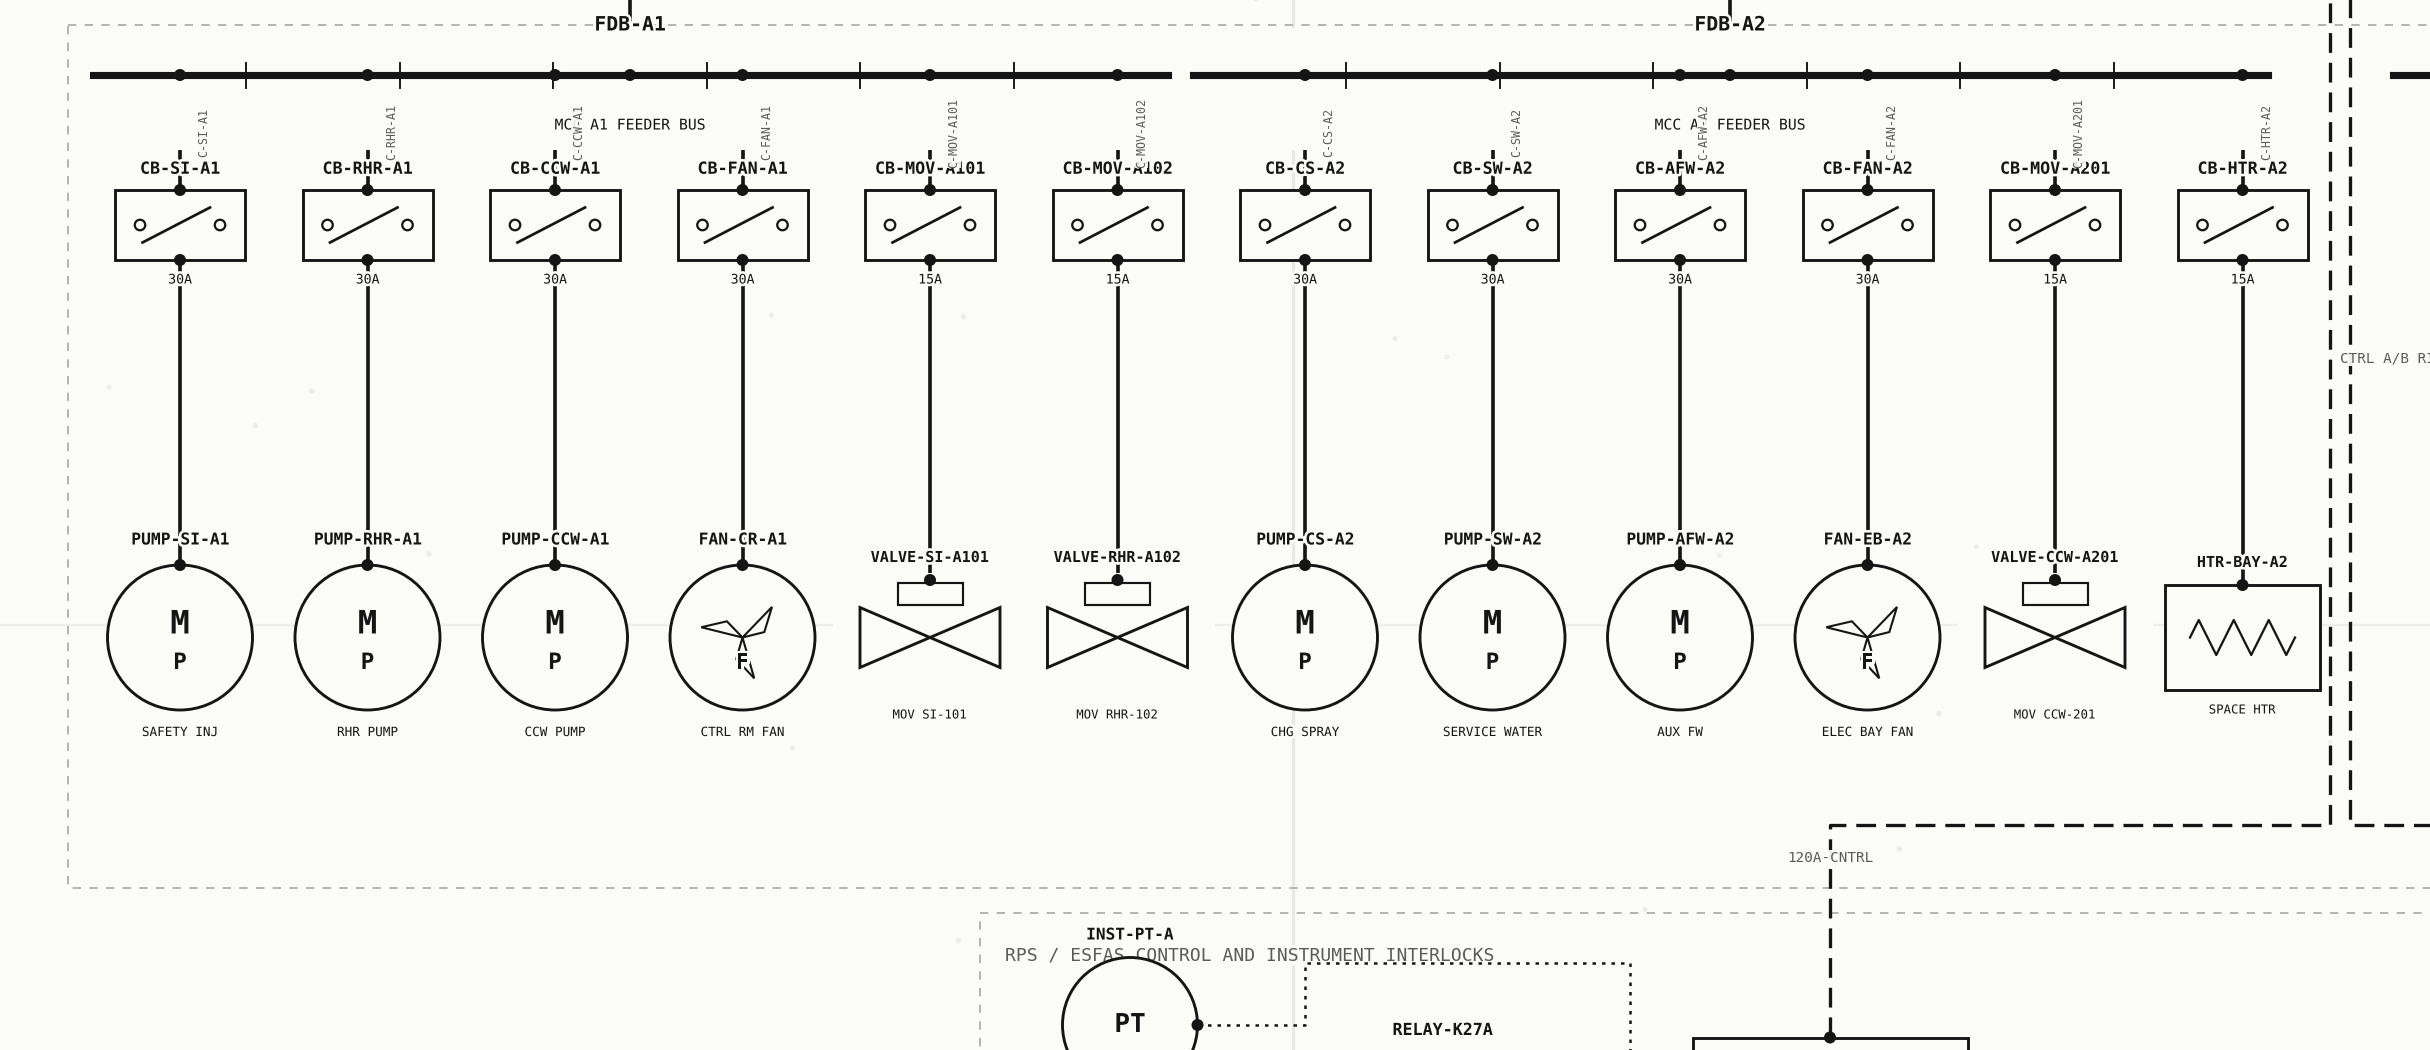 FDB-A1
FDB-A2
C-SI-A1
C-RHR-A1
C-CCW-A1
C-FAN-A1
C-MOV-A101
C-MOV-A102
C-CS-A2
C-SW-A2
C-AFW-A2
C-FAN-A2
C-MOV-A201
C-HTR-A2
MCC A1 FEEDER BUS
MCC A2 FEEDER BUS
CB-SI-A1
CB-RHR-A1
CB-CCW-A1
CB-FAN-A1
CB-MOV-A101
CB-MOV-A102
CB-CS-A2
CB-SW-A2
CB-AFW-A2
CB-FAN-A2
CB-MOV-A201
CB-HTR-A2
30A
30A
30A
30A
15A
15A
30A
30A
30A
30A
15A
15A
CTRL A/B
PUMP-SI-A1
PUMP-RHR-A1
PUMP-CCW-A1
FAN-CR-A1
VALVE-SI-A101
VALVE-RHR-A102
PUMP-CS-A2
PUMP-SW-A2
PUMP-AFW-A2
FAN-EB-A2
VALVE-CCW-A201
HTR-BAY-A2
M
P
M
P
M
P
F
M
P
M
P
M
P
F
SAFETY INJ
RHR PUMP
CCW PUMP
CTRL RM FAN
MOV SI-101
MOV RHR-102
CHG SPRAY
SERVICE WATER
AUX FW
ELEC BAY FAN
MOV CCW-201
SPACE HTR
120A-CNTRL
INST-PT-A
RPS / ESFAS CONTROL AND INSTRUMENT INTERLOCKS
PT
RELAY-K27A